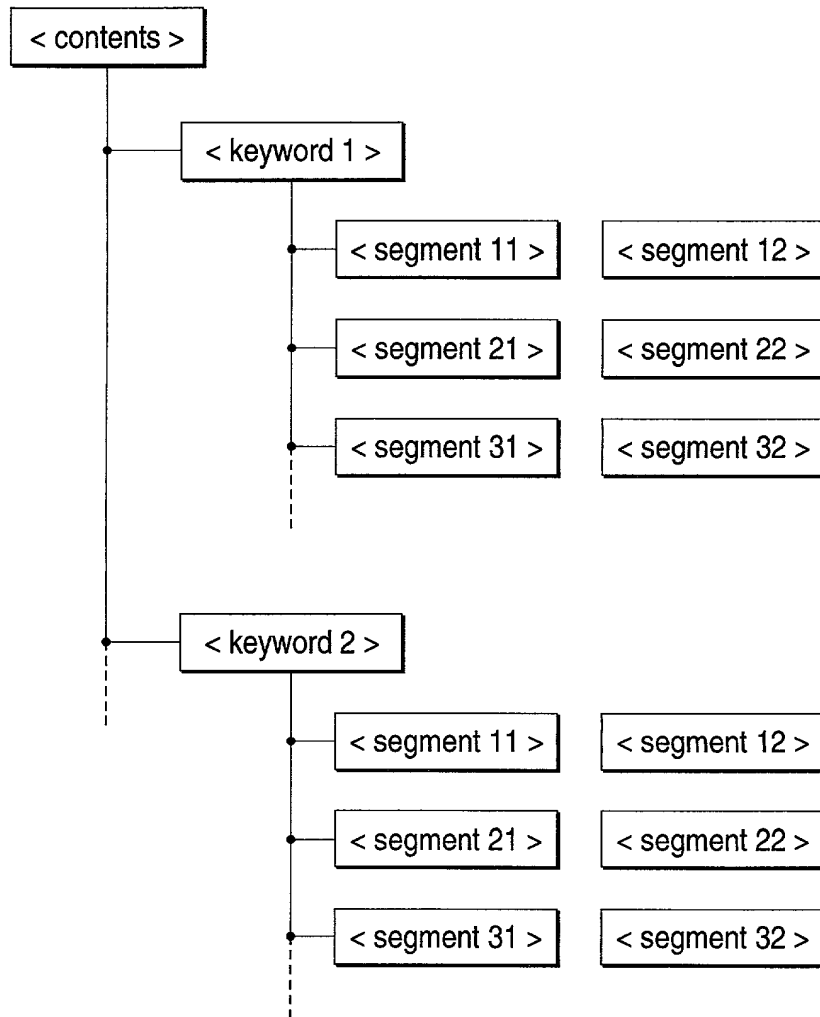 < contents >
< keyword 1 >
< segment 11 > < segment 12 >
< segment 21 > < segment 22 >
< segment 31 > < segment 32 >
< keyword 2 >
< segment 11 > < segment 12 >
< segment 21 > < segment 22 >
< segment 31 > < segment 32 >